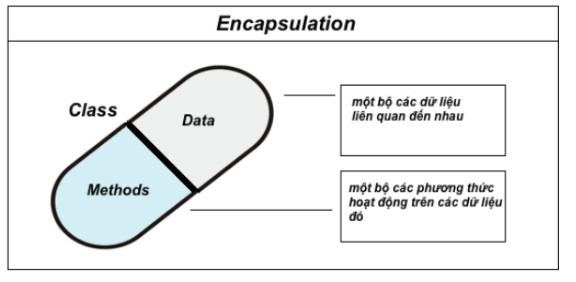 Encapsulation
Class
Data
một bộ các dữ liệu
liên quan đến nhau
Methods
một bộ các phương thức
hoạt động trên các dữ liệu
đó